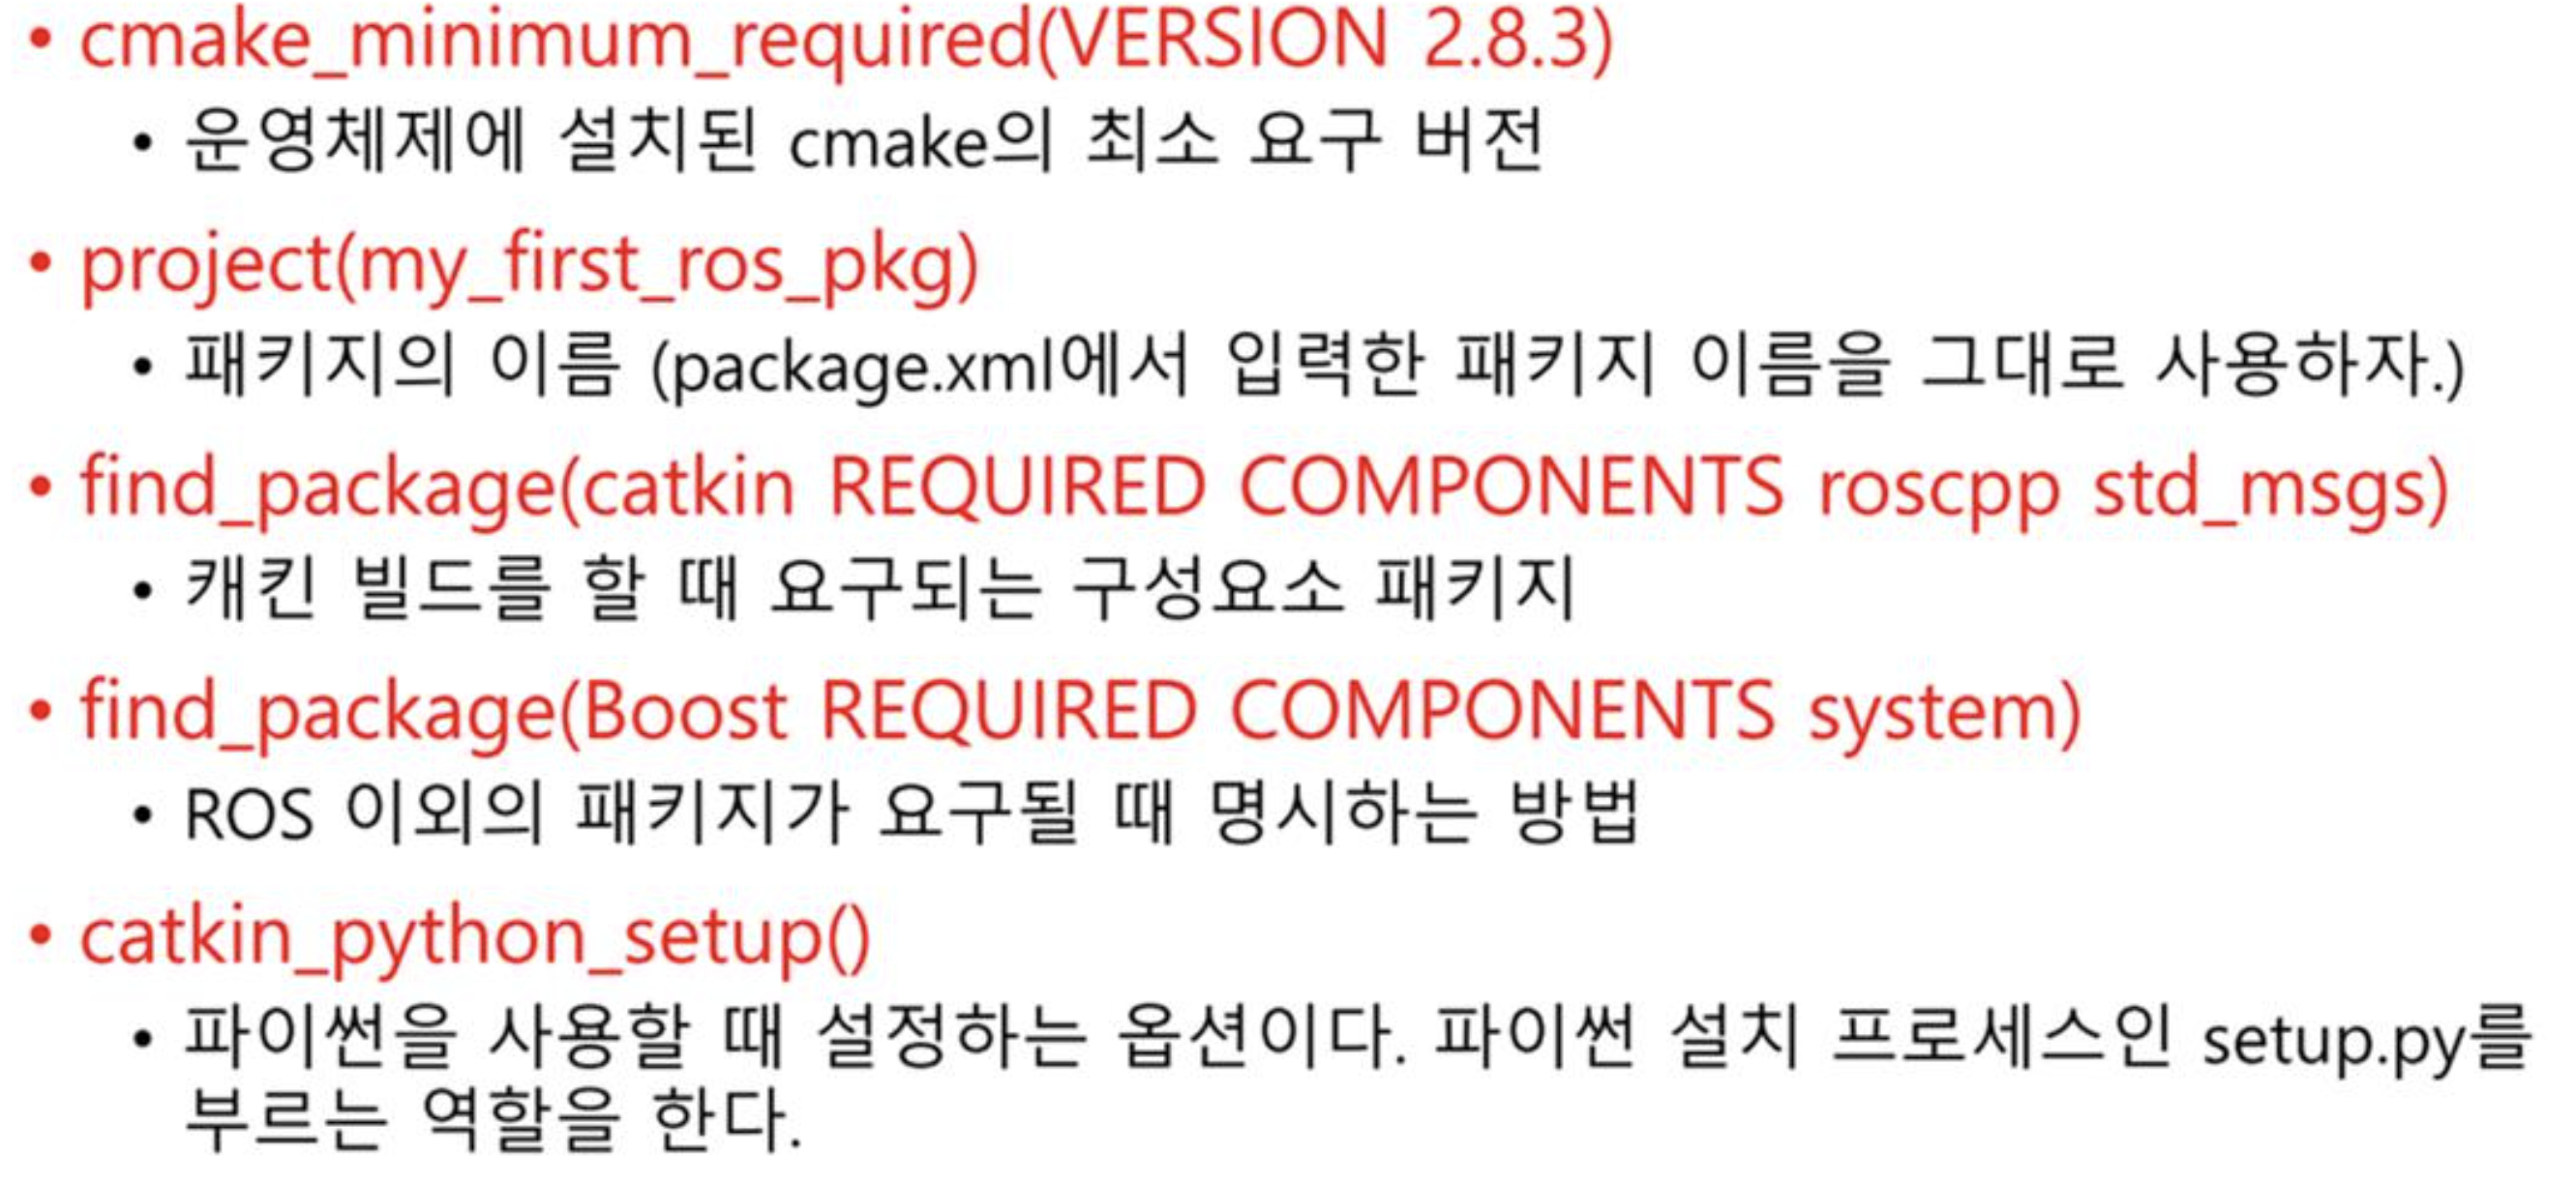 • cmake_minimum_required(VERSION 2.8.3)
• 운영체제에 설치된 cmake의 최소 요구 버전
• project(my_first_ros_pkg)
• 패키지의 이름 (package.xml에서 입력한 패키지 이름을 그대로 사용하자.)
• find_package(catkin REQUIRED COMPONENTS roscpp std_msgs)
• 캐킨 빌드를 할 때 요구되는 구성요소 패키지
• find_package(Boost REQUIRED COMPONENTS system)
• ROS 이외의 패키지가 요구될 때 명시하는 방법
• catkin_python_setup()
• 파이썬을 사용할 때 설정하는 옵션이다. 파이썬 설치 프로세스인 setup.py를
부르는 역할을 한다.